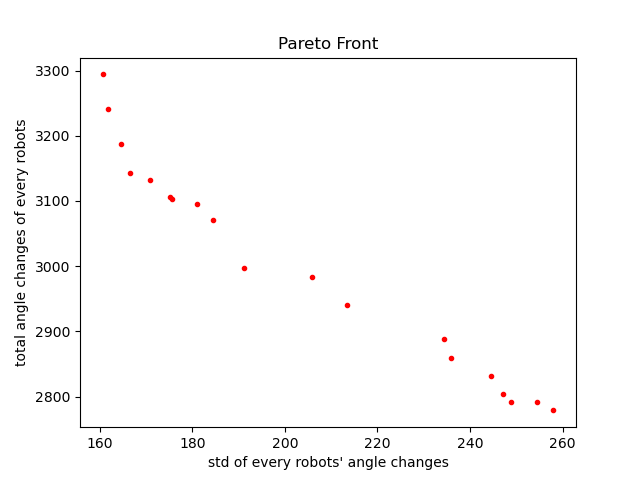 Pareto Front
3300
3200
3100
3000
2900
2800
total angle changes of every robots
160 180 200 220 240 260
std of every robots' angle changes